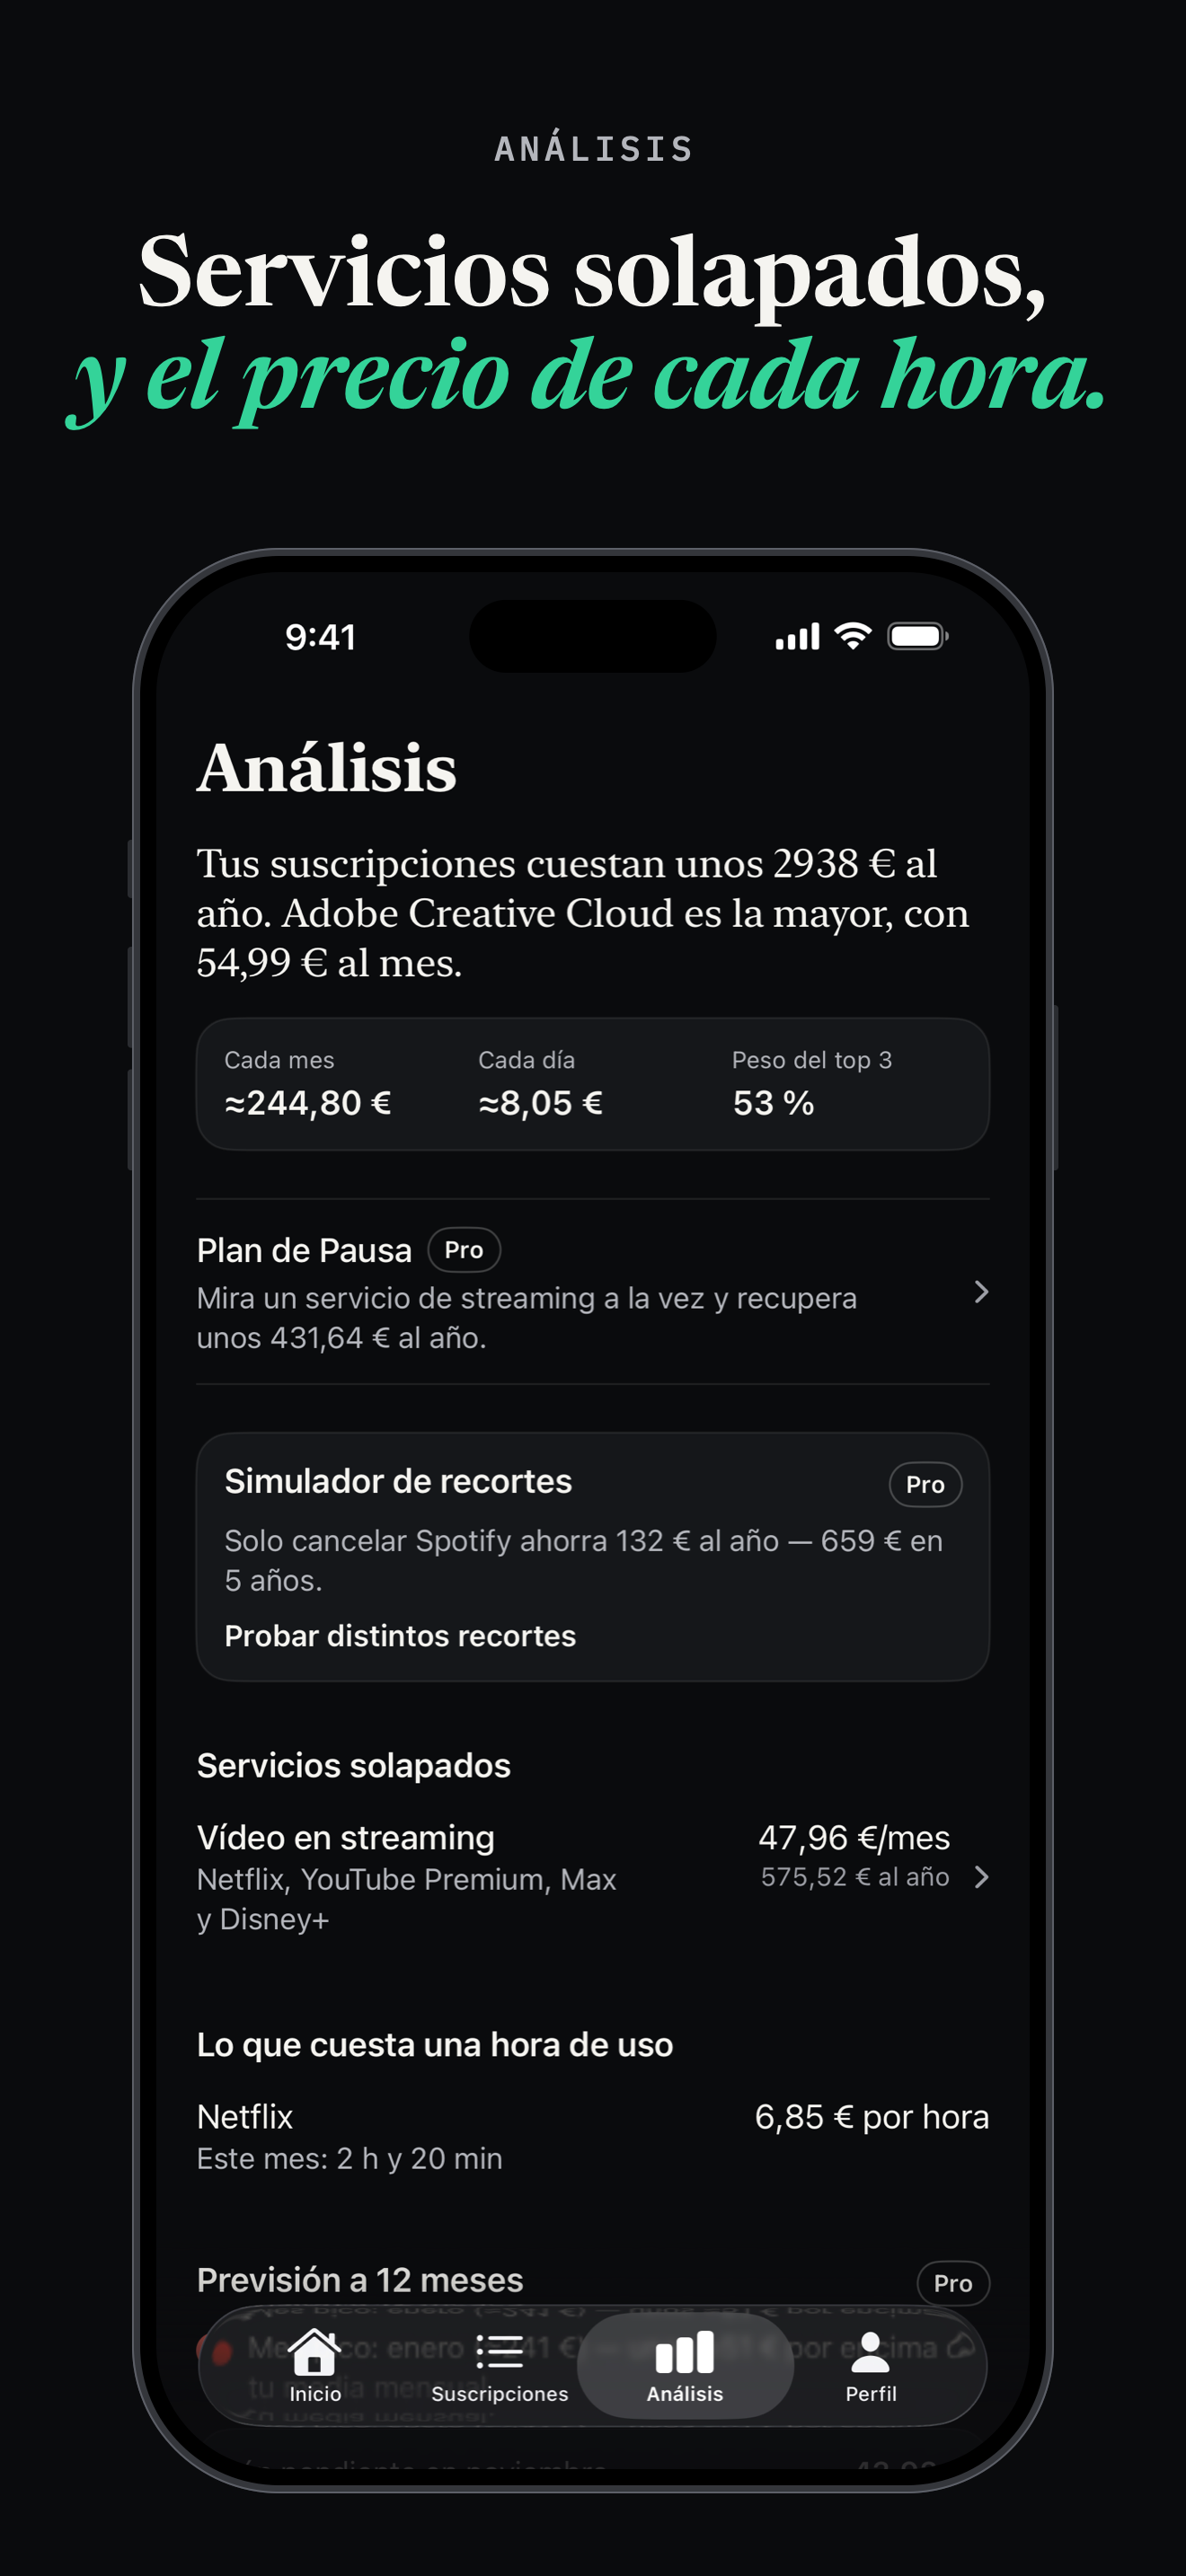 ANÁLISIS
Servicios solapados,
y el precio de cada hora.
9:41
Análisis
Tus suscripciones cuestan unos 2938 € al
año. Adobe Creative Cloud es la mayor, con
54,99 € al mes.
Cada mes
≈244,80 €
Cada día
≈8,05 €
Peso del top 3
53 %
Plan de Pausa Pro
Mira un servicio de streaming a la vez y recupera
unos 431,64 € al año.
Simulador de recortes Pro
Solo cancelar Spotify ahorra 132 € al año — 659 € en
5 años.
Probar distintos recortes
Servicios solapados
Vídeo en streaming 47,96 €/mes
Netflix, YouTube Premium, Max 575,52 € al año
y Disney+
Lo que cuesta una hora de uso
Netflix 6,85 € por hora
Este mes: 2 h y 20 min
Previsión a 12 meses Pro
enero por encima
Inicio Suscripciones Análisis Perfil